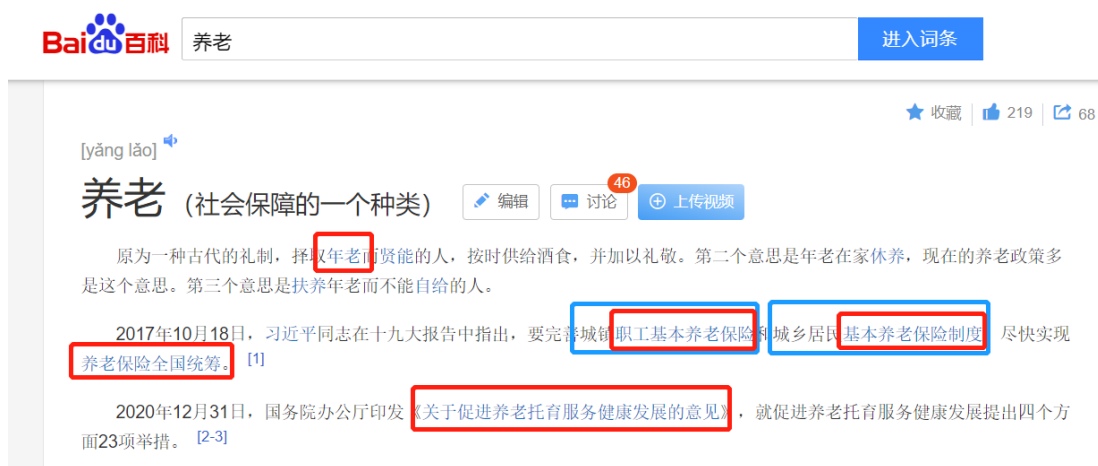 Bai du 百科 养老 进入词条
收藏 219 68
[yǎng lǎo]
养老 (社会保障的一个种类) 编辑 讨论 46 上传视频
原为一种古代的礼制，择取年老而贤能的人，按时供给酒食，并加以礼敬。第二个意思是年老在家休养，现在的养老政策多
是这个意思。第三个意思是扶养年老而不能自给的人。
2017年10月18日，习近平同志在十九大报告中指出，要完善城镇职工基本养老保险和城乡居民基本养老保险制度，尽快实现
养老保险全国统筹。 [1]
2020年12月31日，国务院办公厅印发《关于促进养老托育服务健康发展的意见》，就促进养老托育服务健康发展提出四个方
面23项举措。 [2-3]